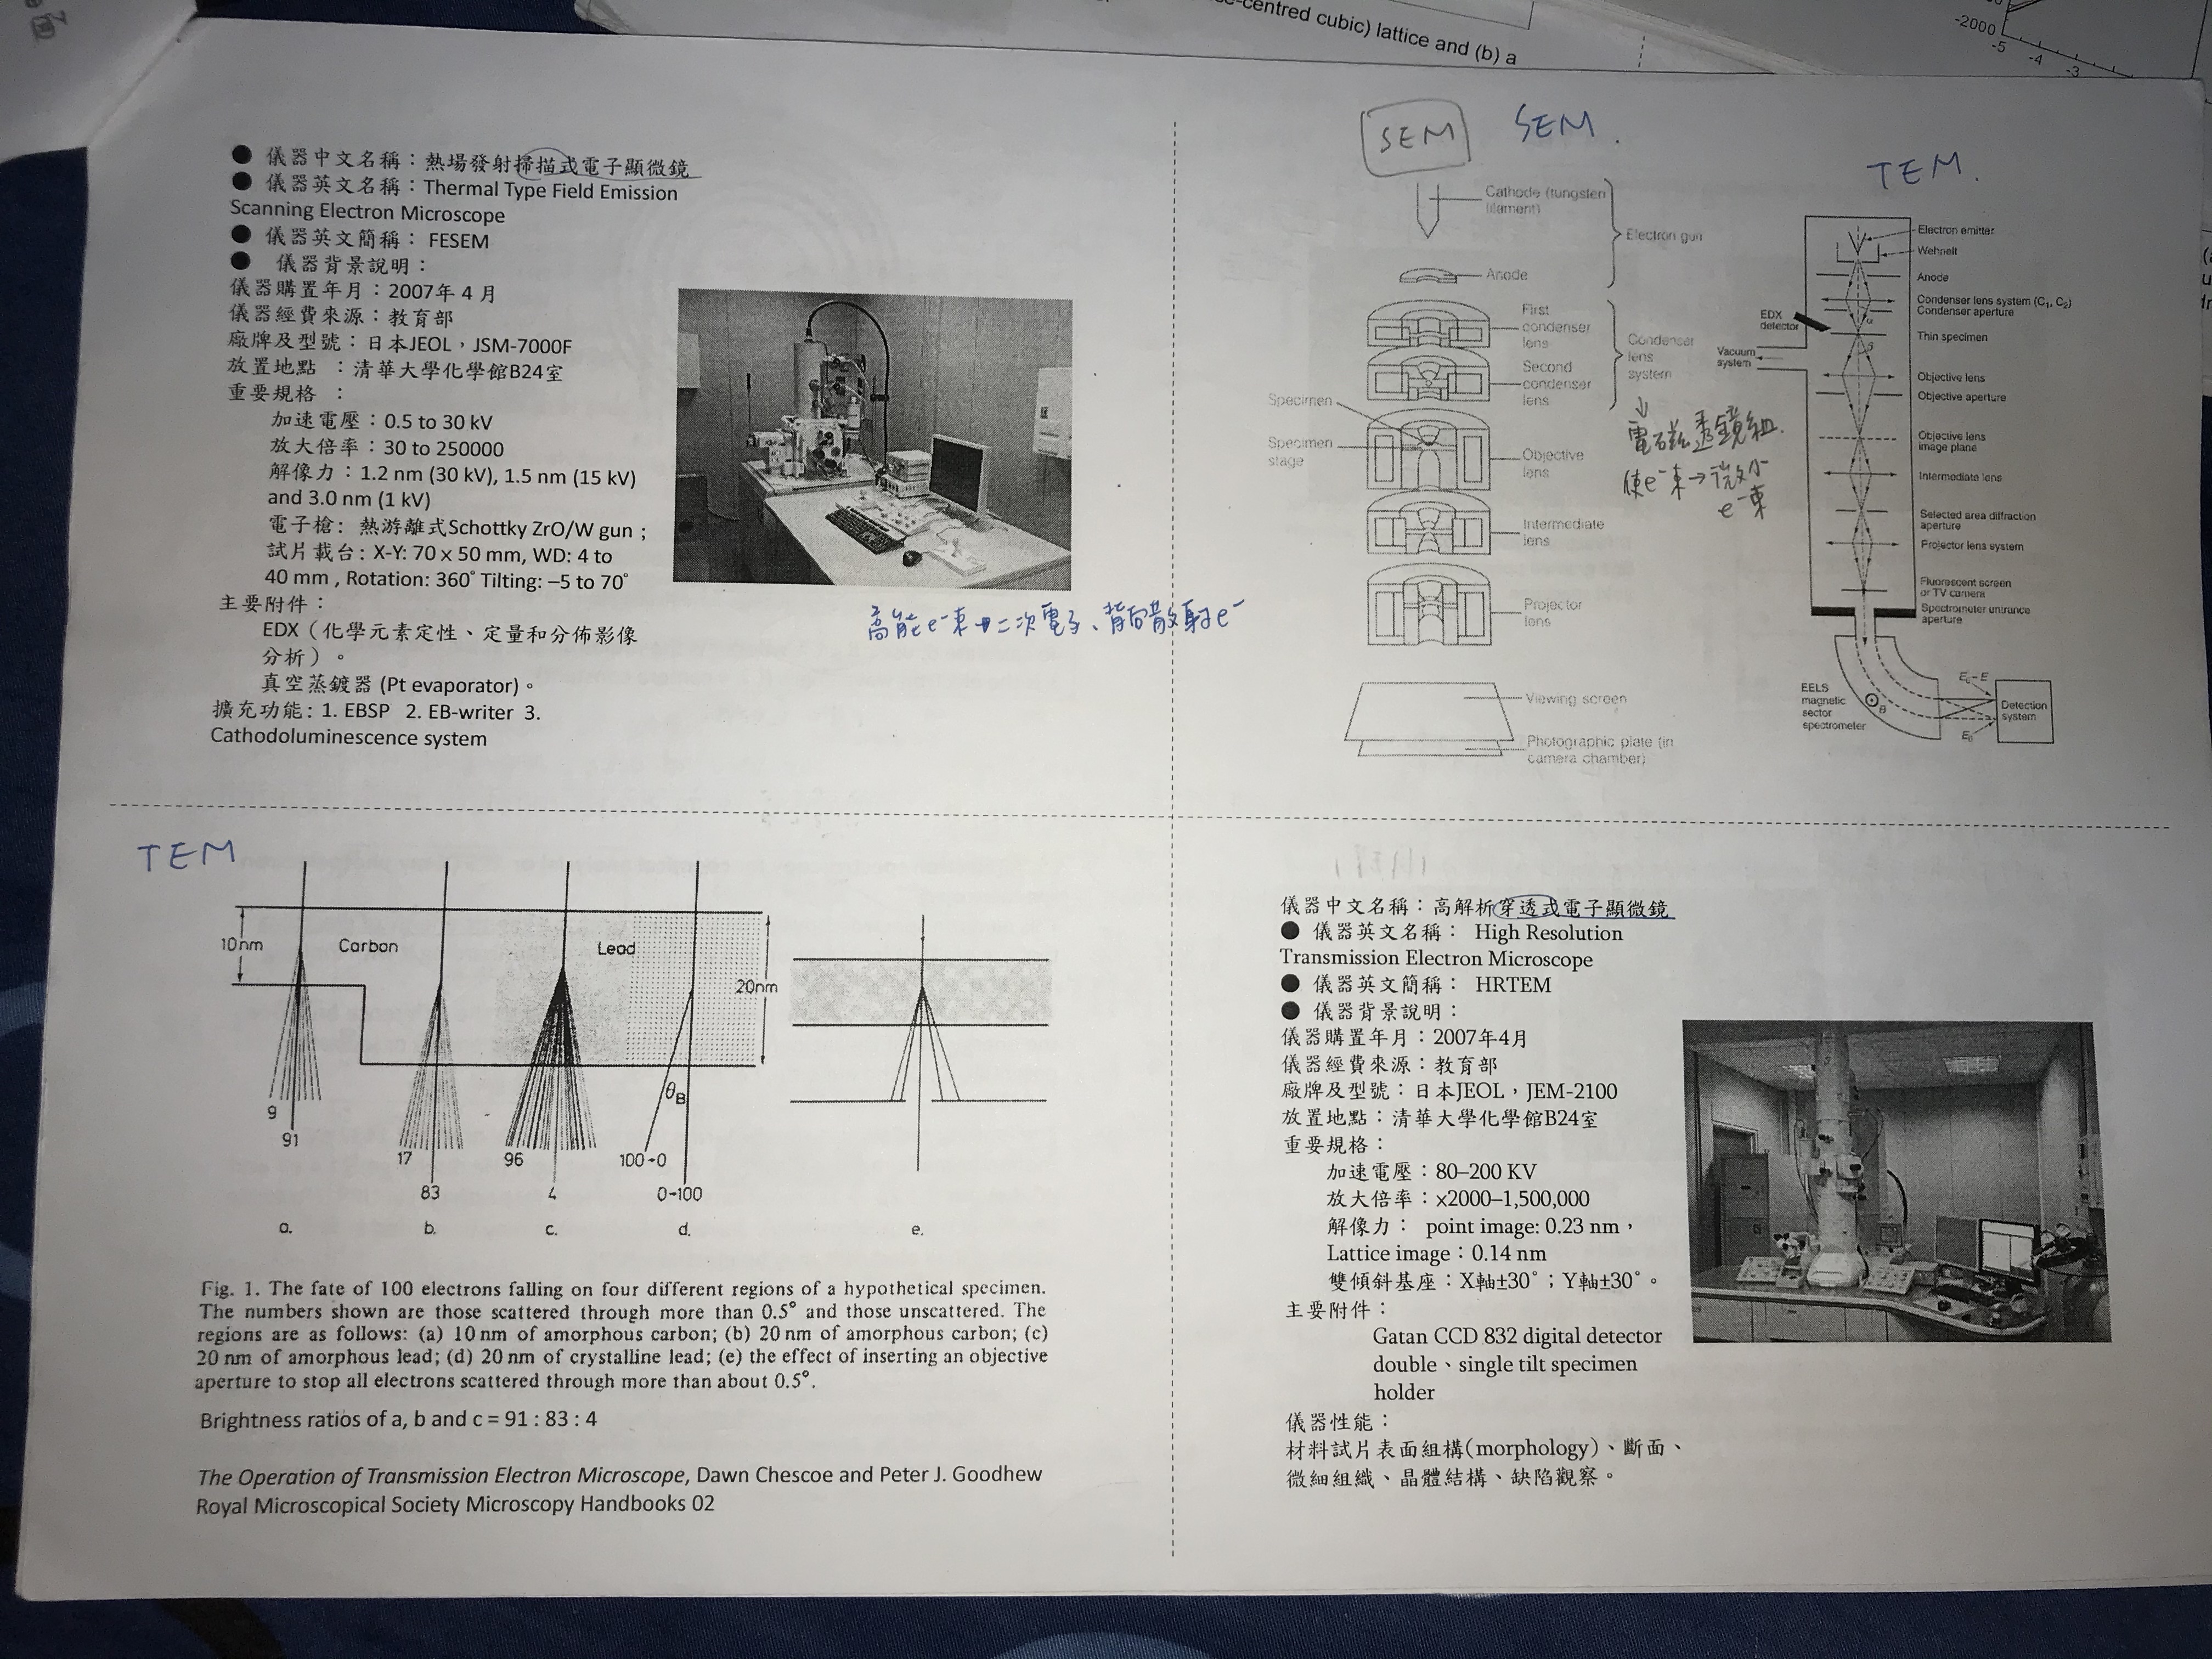 -centred cubic) lattice and (b) a
-2000
-5
-4
-3
● 儀器中文名稱：熱場發射掃描式電子顯微鏡
● 儀器英文名稱：Thermal Type Field Emission
Scanning Electron Microscope
● 儀器英文簡稱： FESEM
● 儀器背景說明：
儀器購置年月：2007年 4 月
儀器經費來源：教育部
廠牌及型號：日本JEOL，JSM-7000F
放置地點 ：清華大學化學館B24室
重要規格 ：
加速電壓：0.5 to 30 kV
放大倍率：30 to 250000
解像力：1.2 nm (30 kV), 1.5 nm (15 kV)
and 3.0 nm (1 kV)
電子槍： 熱游離式Schottky ZrO/W gun；
試片載台：X-Y: 70 x 50 mm, WD: 4 to
40 mm , Rotation: 360° Tilting: –5 to 70°
主要附件：
EDX（化學元素定性、定量和分佈影像
分析）。
真空蒸鍍器 (Pt evaporator)。
擴充功能: 1. EBSP 2. EB-writer 3.
Cathodoluminescence system
高能e⁻束→二次電子、背向散射e⁻
SEM
SEM.
Cathode (tungsten
filament)
Electron gun
Anode
First
condenser
lens
Condenser
lens
system
Second
condenser
lens
Specimen
Specimen
stage
Objective
lens
Intermediate
lens
Projector
lens
Viewing screen
Photographic plate (in
camera chamber)
↓
電磁透鏡組.
使e⁻束→微小
e⁻束
TEM.
Electron emitter
Wehnelt
Anode
Condenser lens system (C₁, C₂)
Condenser aperture
EDX
detector
α
Thin specimen
β
Vacuum
system
Objective lens
Objective aperture
Objective lens
image plane
Intermediate lens
Selected area diffraction
aperture
Projector lens system
Fluorescent screen
or TV camera
Spectrometer entrance
aperture
EELS
magnetic
sector
spectrometer
B
E₀–E
E₀
Detection
system
TEM
10nm
Carbon
Lead
20nm
θB
9
91
17
83
96
4
100→0
0→100
a.
b.
c.
d.
e.
Fig. 1. The fate of 100 electrons falling on four different regions of a hypothetical specimen.
The numbers shown are those scattered through more than 0.5° and those unscattered. The
regions are as follows: (a) 10 nm of amorphous carbon; (b) 20 nm of amorphous carbon; (c)
20 nm of amorphous lead; (d) 20 nm of crystalline lead; (e) the effect of inserting an objective
aperture to stop all electrons scattered through more than about 0.5°.
Brightness ratios of a, b and c = 91 : 83 : 4
The Operation of Transmission Electron Microscope, Dawn Chescoe and Peter J. Goodhew
Royal Microscopical Society Microscopy Handbooks 02
儀器中文名稱：高解析穿透式電子顯微鏡
● 儀器英文名稱： High Resolution
Transmission Electron Microscope
● 儀器英文簡稱： HRTEM
● 儀器背景說明：
儀器購置年月：2007年4月
儀器經費來源：教育部
廠牌及型號：日本JEOL，JEM-2100
放置地點：清華大學化學館B24室
重要規格：
加速電壓：80–200 KV
放大倍率：x2000–1,500,000
解像力： point image: 0.23 nm，
Lattice image：0.14 nm
雙傾斜基座：X軸±30°；Y軸±30°。
主要附件：
Gatan CCD 832 digital detector
double、single tilt specimen
holder
儀器性能：
材料試片表面組構(morphology)、斷面、
微細組織、晶體結構、缺陷觀察。